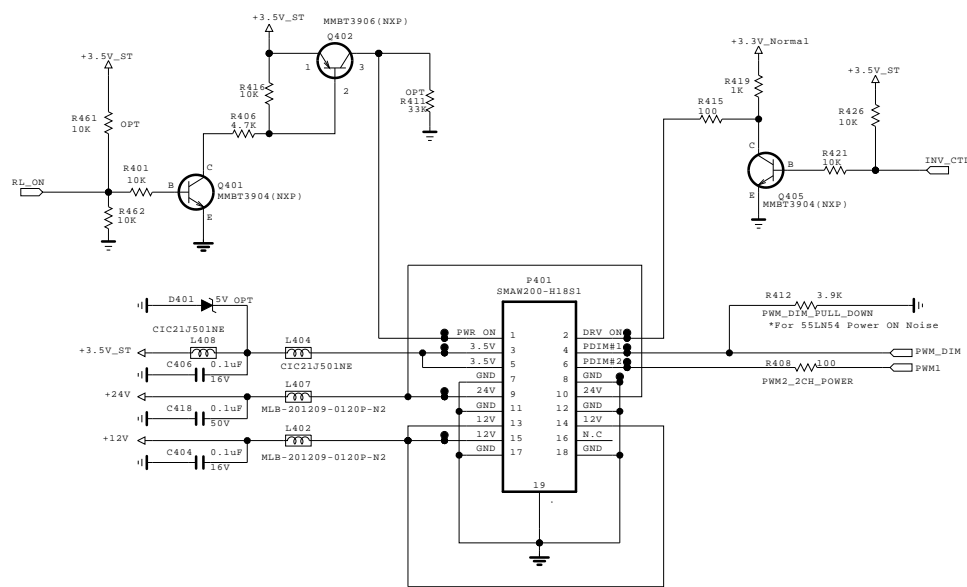 +3.5V_ST
MMBT3906(NXP)
Q402
1
3
2
+3.5V_ST
R416
10K
OPT
R411
33K
R461
10K
OPT
R406
4.7K
R401
10K
RL_ON
R462
10K
C
B
E
Q401
MMBT3904(NXP)
+3.3V_Normal
R419
1K
+3.5V_ST
R415
100
R426
10K
C
B
E
R421
10K
INV_CTL
Q405
MMBT3904(NXP)
P401
SMAW200-H18S1
D401
5V
OPT
CIC21J501NE
L408
L404
+3.5V_ST
CIC21J501NE
C406
0.1uF
16V
L407
+24V
MLB-201209-0120P-N2
C418
0.1uF
50V
L402
+12V
MLB-201209-0120P-N2
C404
0.1uF
16V
PWR ON
1
2
DRV ON
3.5V
3
4
PDIM#1
3.5V
5
6
PDIM#2
GND
7
8
GND
24V
9
10
24V
GND
11
12
GND
12V
13
14
12V
12V
15
16
N.C
GND
17
18
GND
19
.
R412
3.9K
PWM_DIM_PULL_DOWN
*For 55LN54 Power ON Noise
PWM_DIM
R408
100
PWM1
PWM2_2CH_POWER